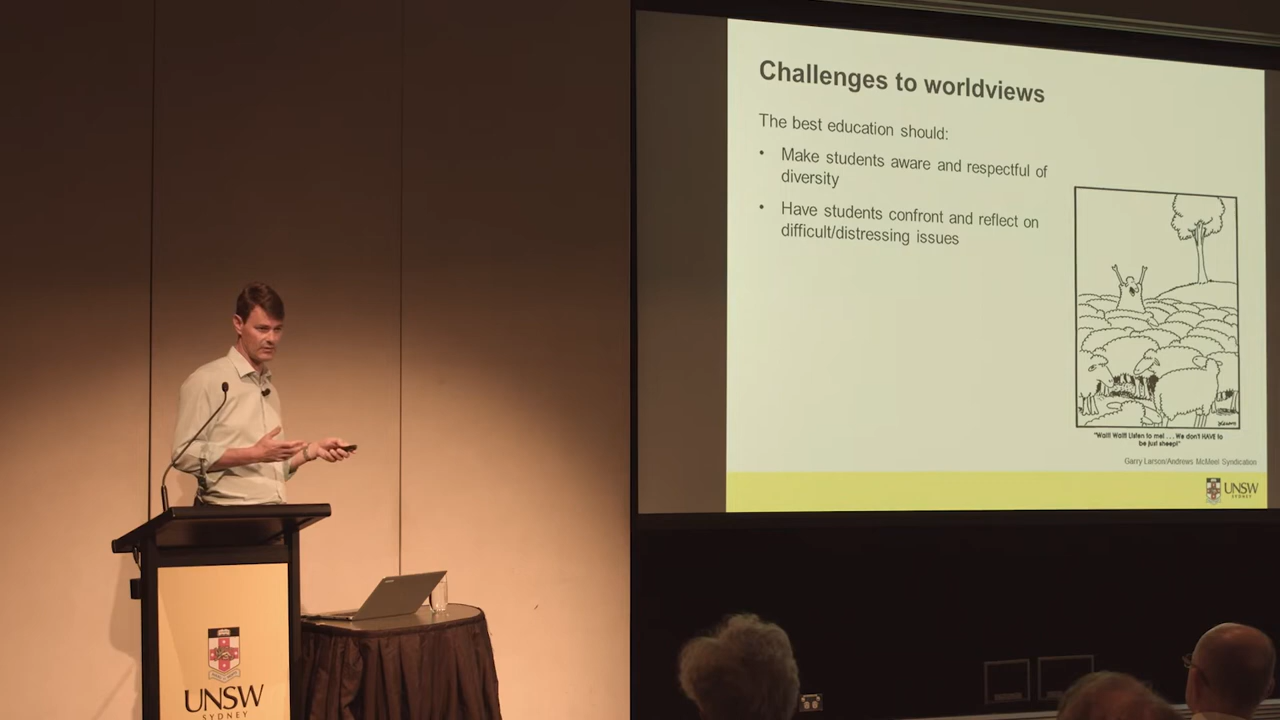 Challenges to worldviews
The best education should:
• Make students aware and respectful of
diversity
• Have students confront and reflect on
difficult/distressing issues
"Wait! Wait! Listen to me! . . . We don't HAVE to
be just sheep!"
Garry Larson/Andrews McMeel Syndication
UNSW
SYDNEY
UNSW
SYDNEY